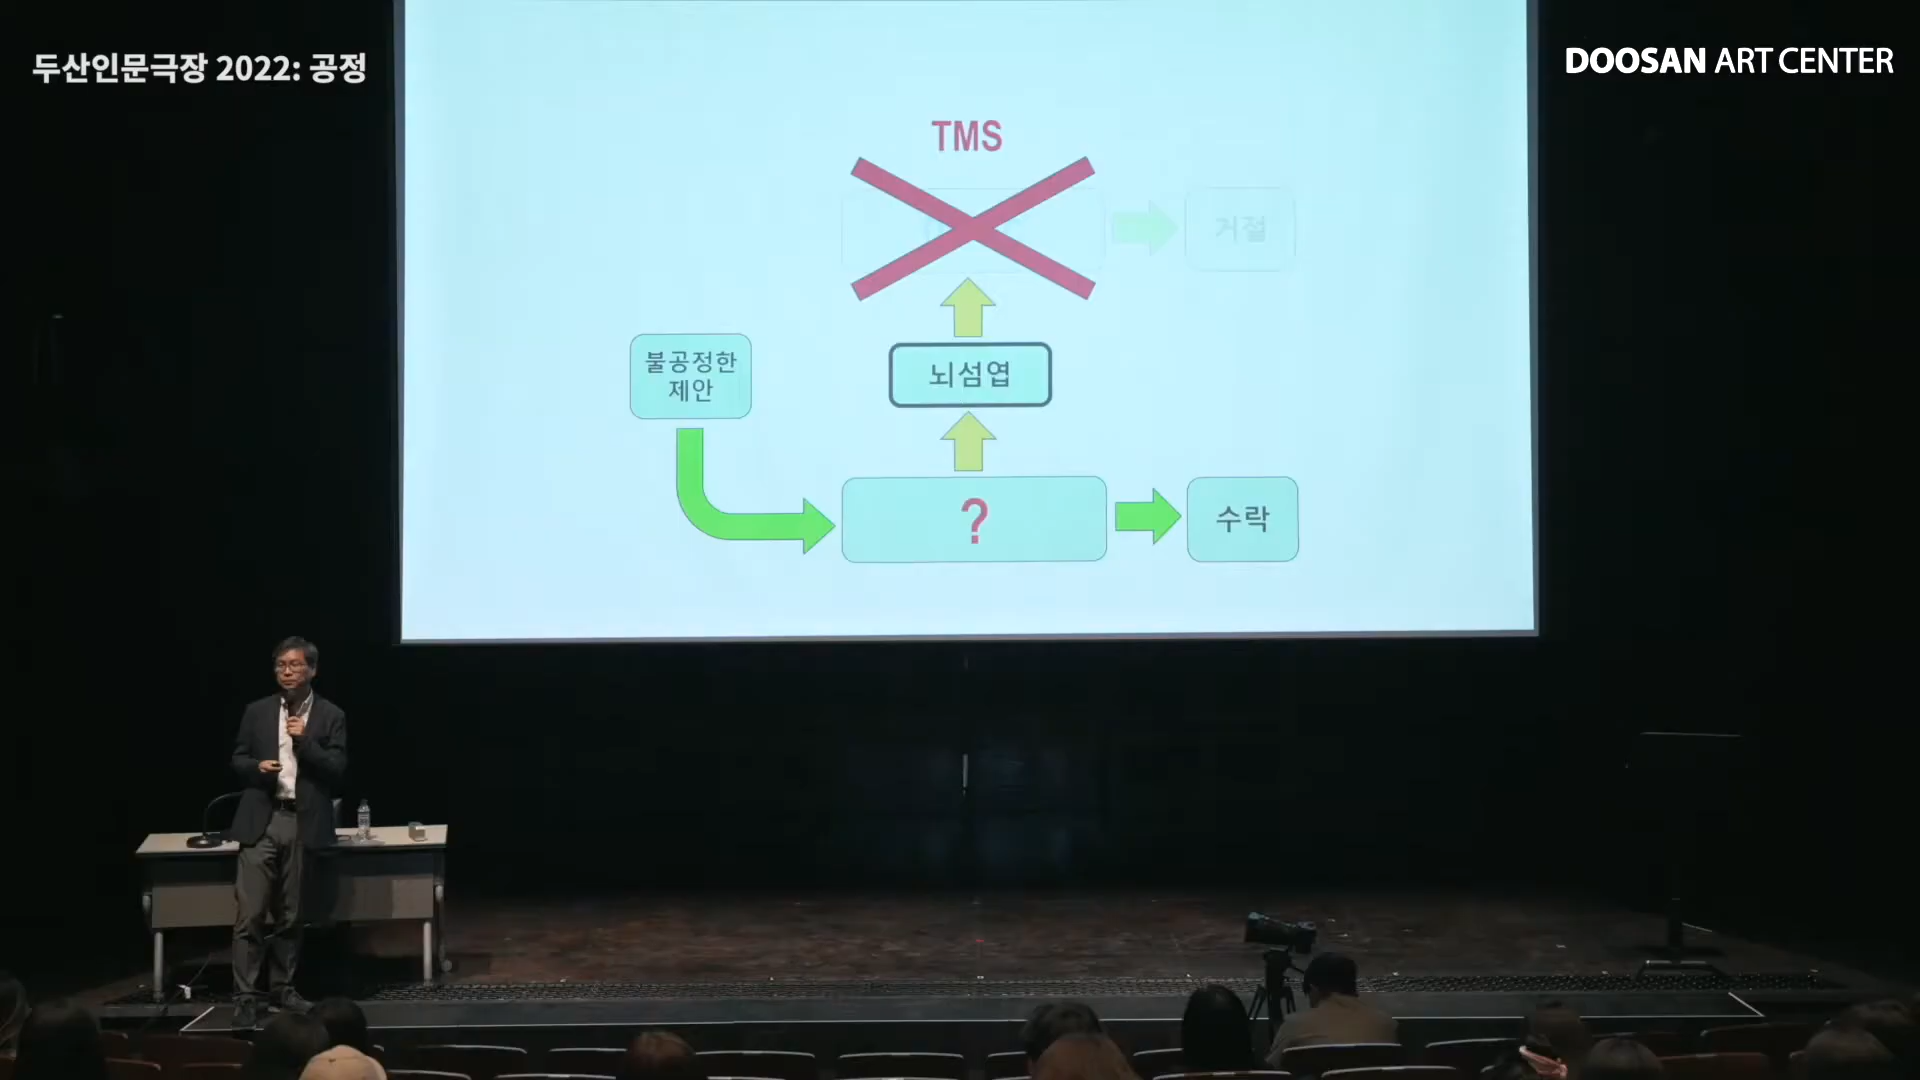 두산인문극장 2022: 공정
DOOSAN ART CENTER
TMS
거절
불공정한
제안
뇌섬엽
?
수락